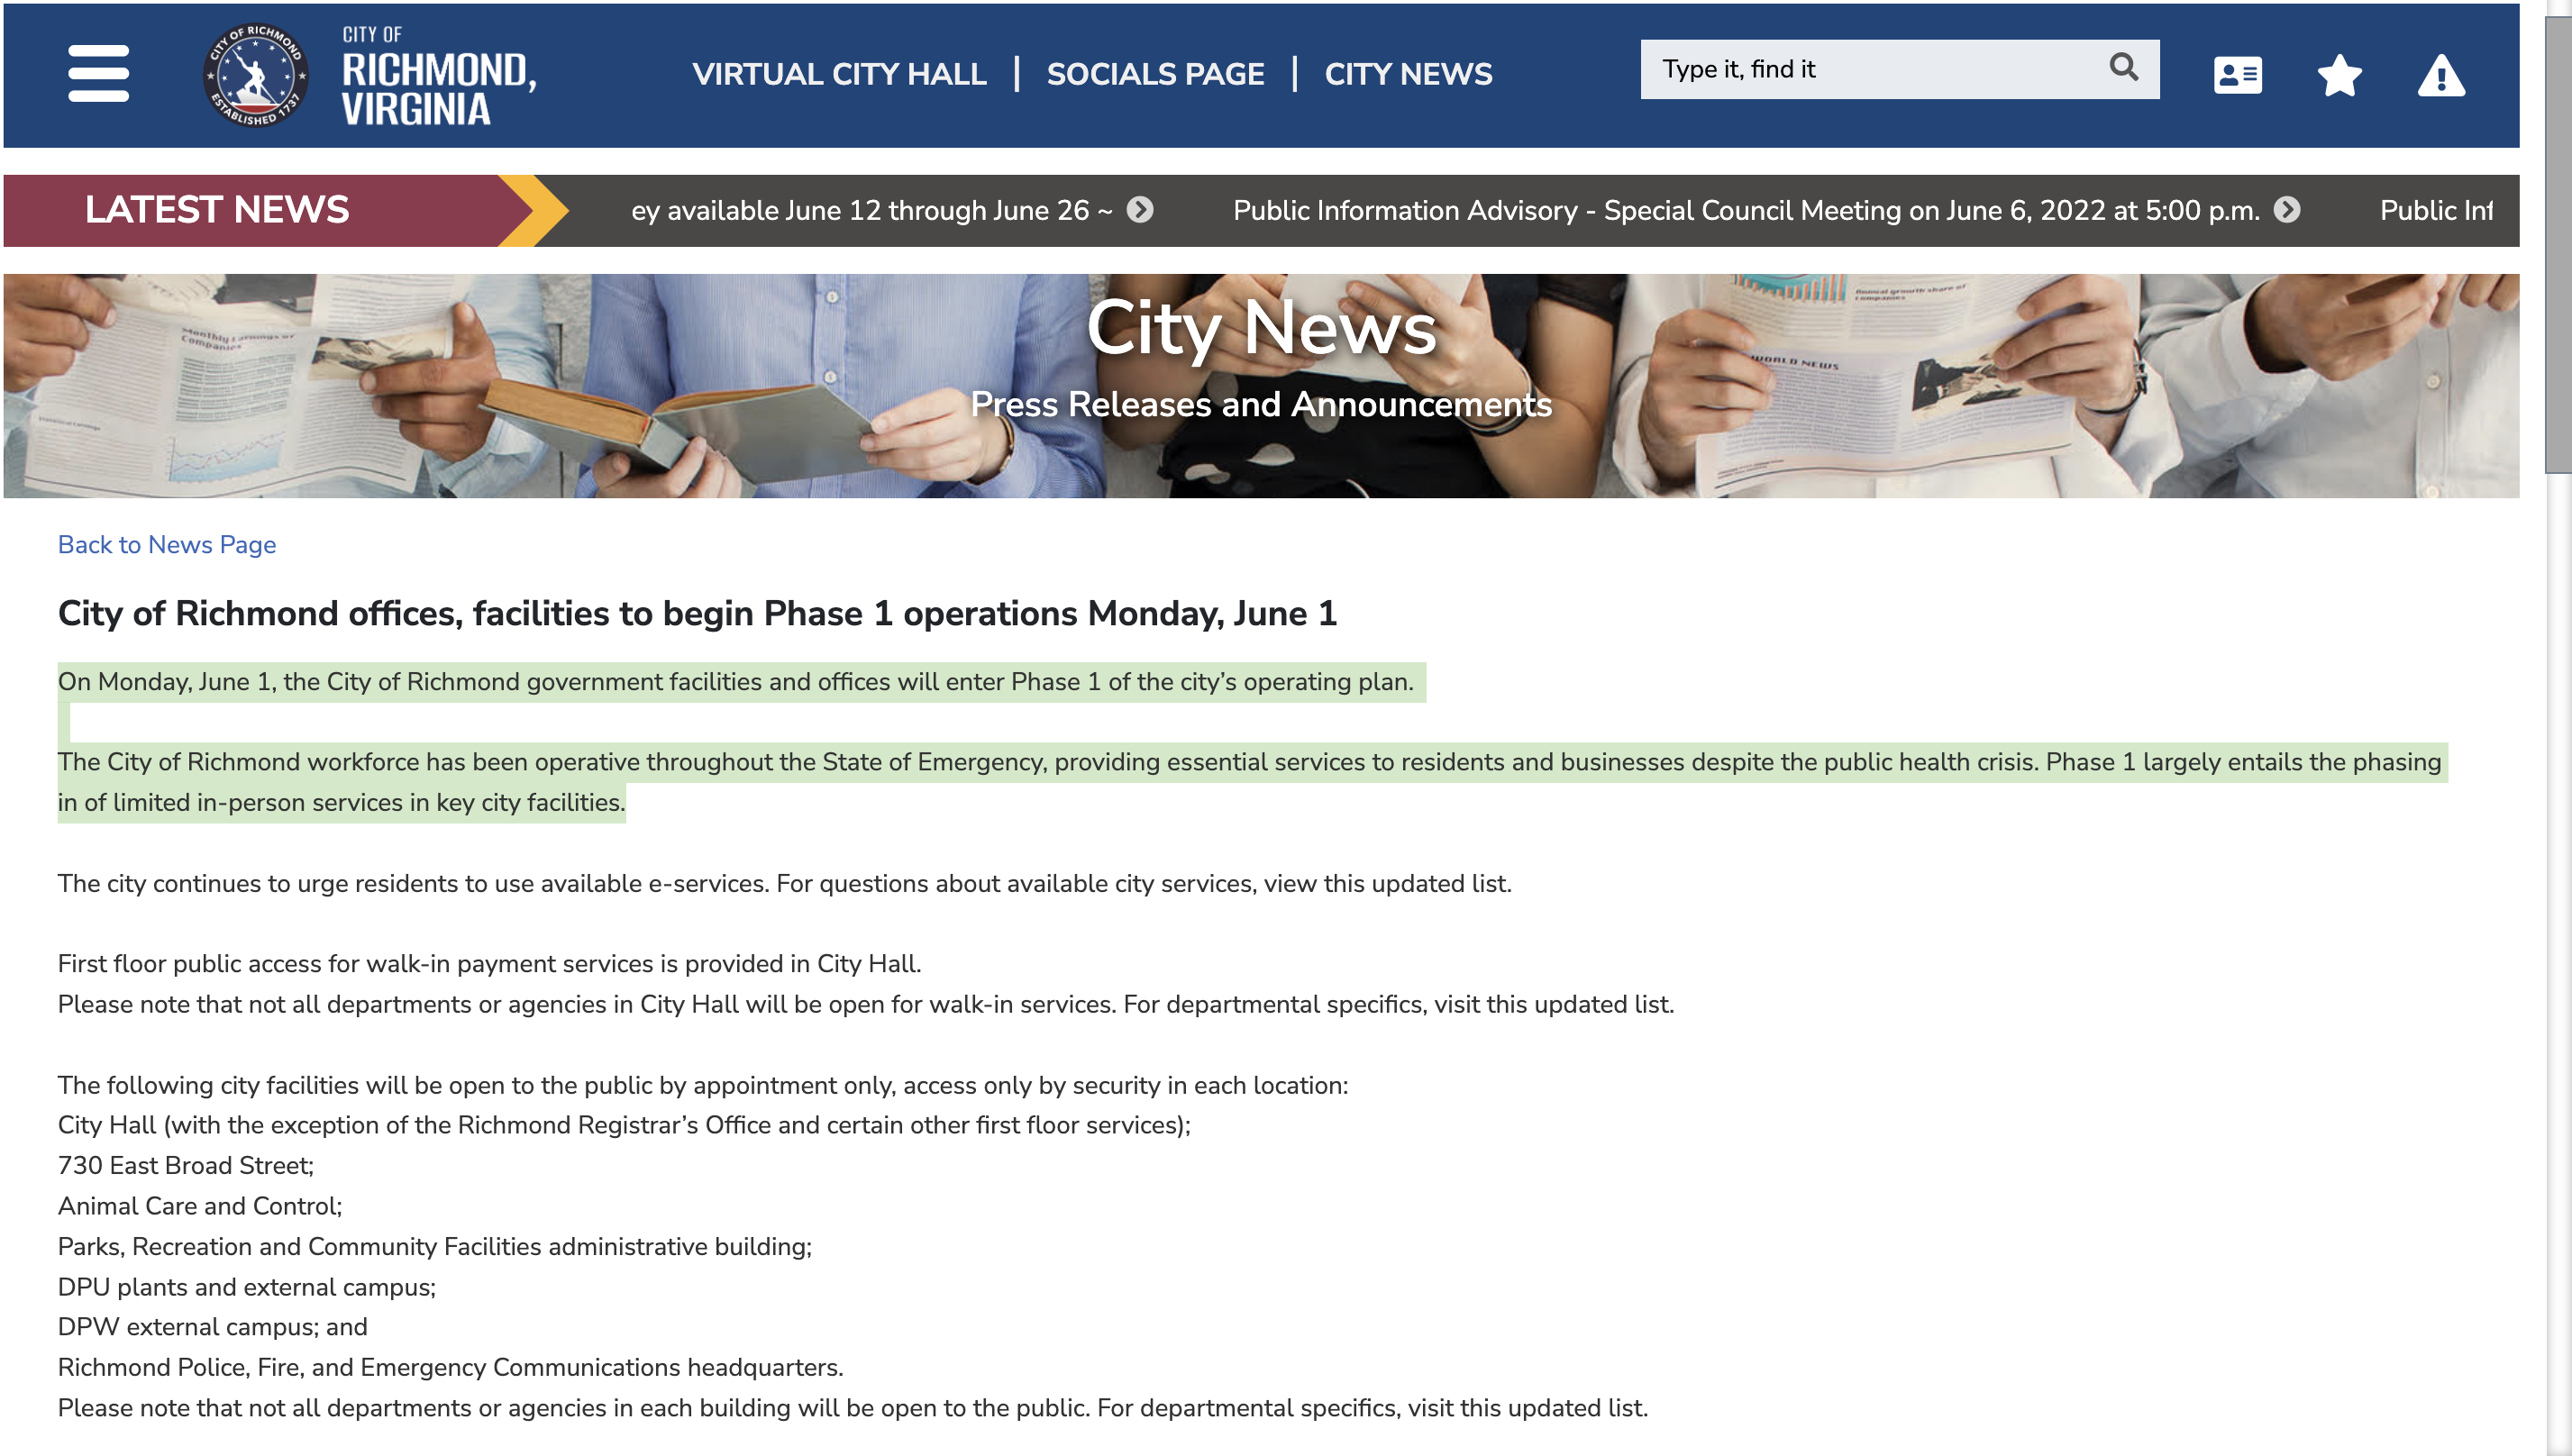 CITY OF RICHMOND
ESTABLISHED 1737
CITY OF
RICHMOND,
VIRGINIA
VIRTUAL CITY HALL | SOCIALS PAGE | CITY NEWS
Type it, find it
LATEST NEWS
ey available June 12 through June 26 ~
Public Information Advisory - Special Council Meeting on June 6, 2022 at 5:00 p.m.
Public Inf
Monthly earnings of
Companies
Annual growth share of
companies
WORLD NEWS
City News
Press Releases and Announcements
Back to News Page
City of Richmond offices, facilities to begin Phase 1 operations Monday, June 1
On Monday, June 1, the City of Richmond government facilities and offices will enter Phase 1 of the city’s operating plan.
The City of Richmond workforce has been operative throughout the State of Emergency, providing essential services to residents and businesses despite the public health crisis. Phase 1 largely entails the phasing
in of limited in-person services in key city facilities.
The city continues to urge residents to use available e-services. For questions about available city services, view this updated list.
First floor public access for walk-in payment services is provided in City Hall.
Please note that not all departments or agencies in City Hall will be open for walk-in services. For departmental specifics, visit this updated list.
The following city facilities will be open to the public by appointment only, access only by security in each location:
City Hall (with the exception of the Richmond Registrar’s Office and certain other first floor services);
730 East Broad Street;
Animal Care and Control;
Parks, Recreation and Community Facilities administrative building;
DPU plants and external campus;
DPW external campus; and
Richmond Police, Fire, and Emergency Communications headquarters.
Please note that not all departments or agencies in each building will be open to the public. For departmental specifics, visit this updated list.